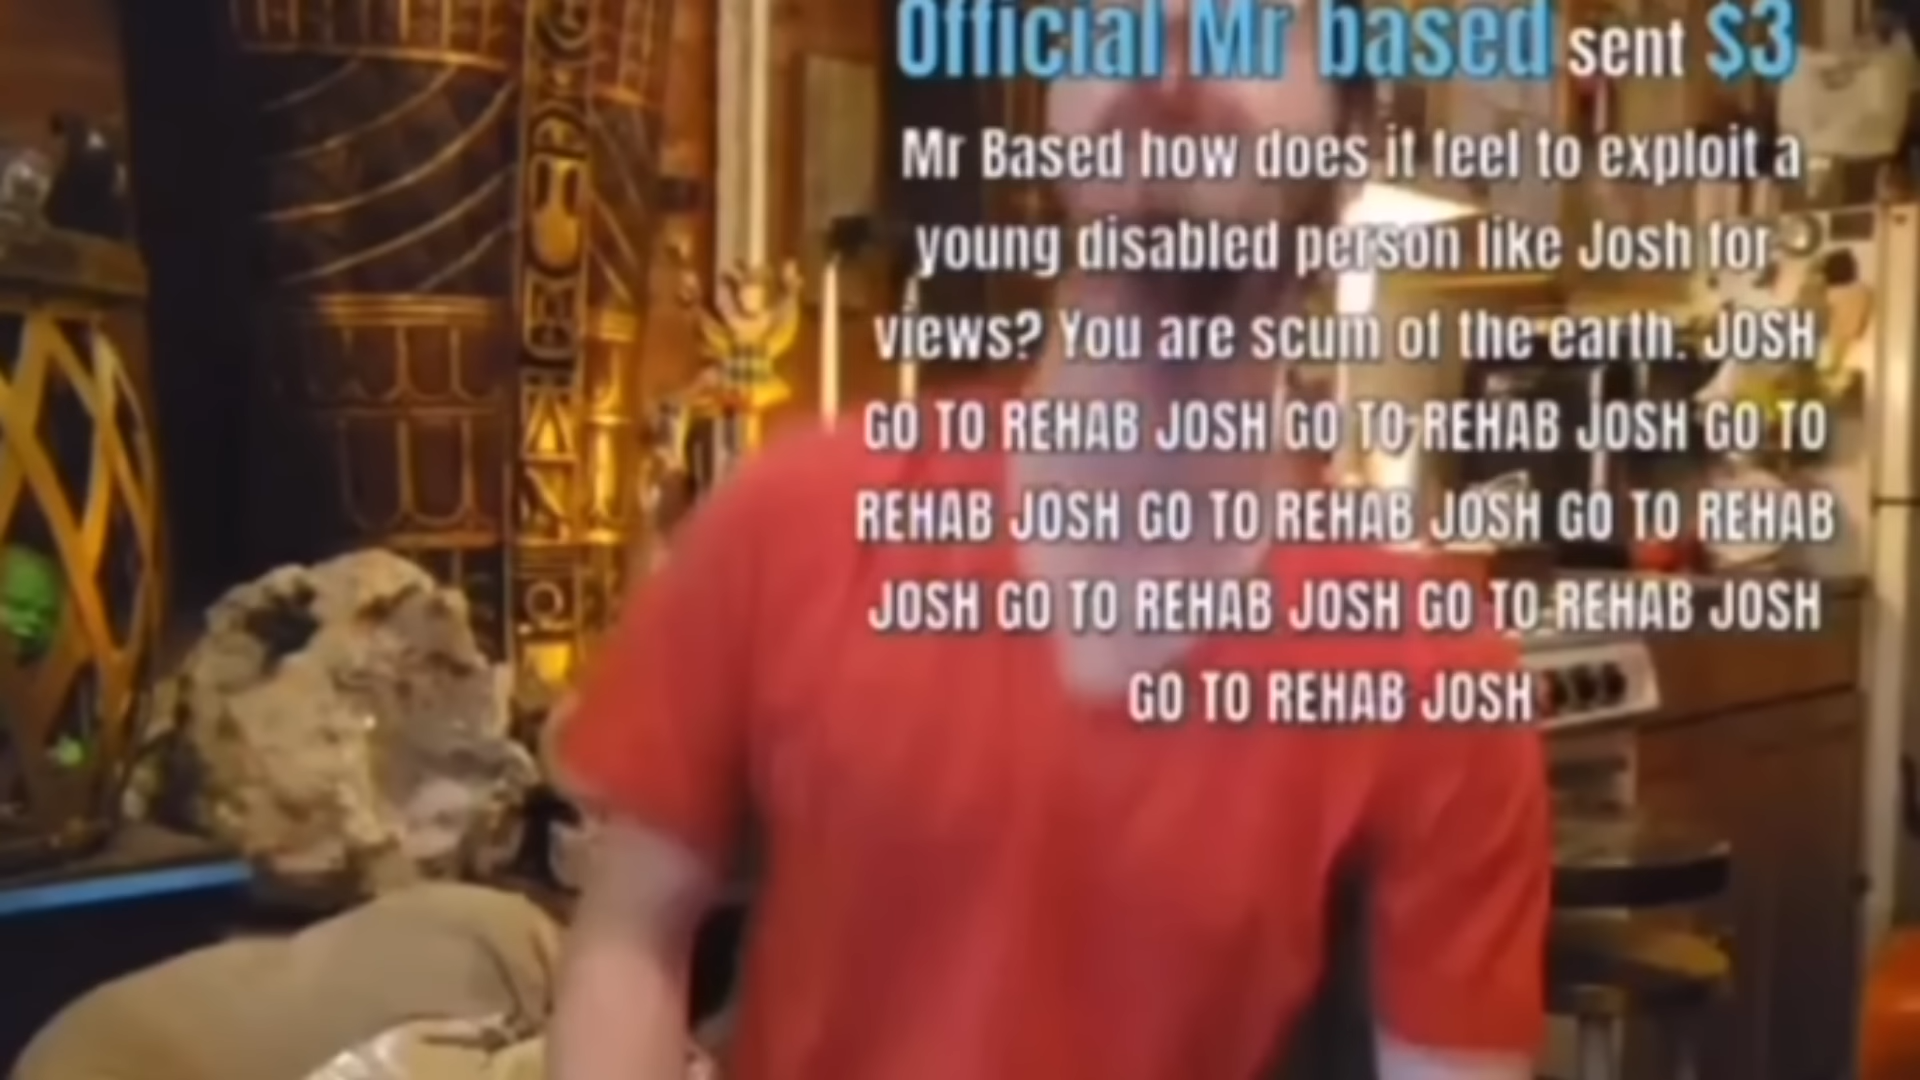 Official Mr based sent $3
Mr Based how does it feel to exploit a
young disabled person like Josh for
views? You are scum of the earth. JOSH
GO TO REHAB JOSH GO TO REHAB JOSH GO TO
REHAB JOSH GO TO REHAB JOSH GO TO REHAB
JOSH GO TO REHAB JOSH GO TO REHAB JOSH
GO TO REHAB JOSH